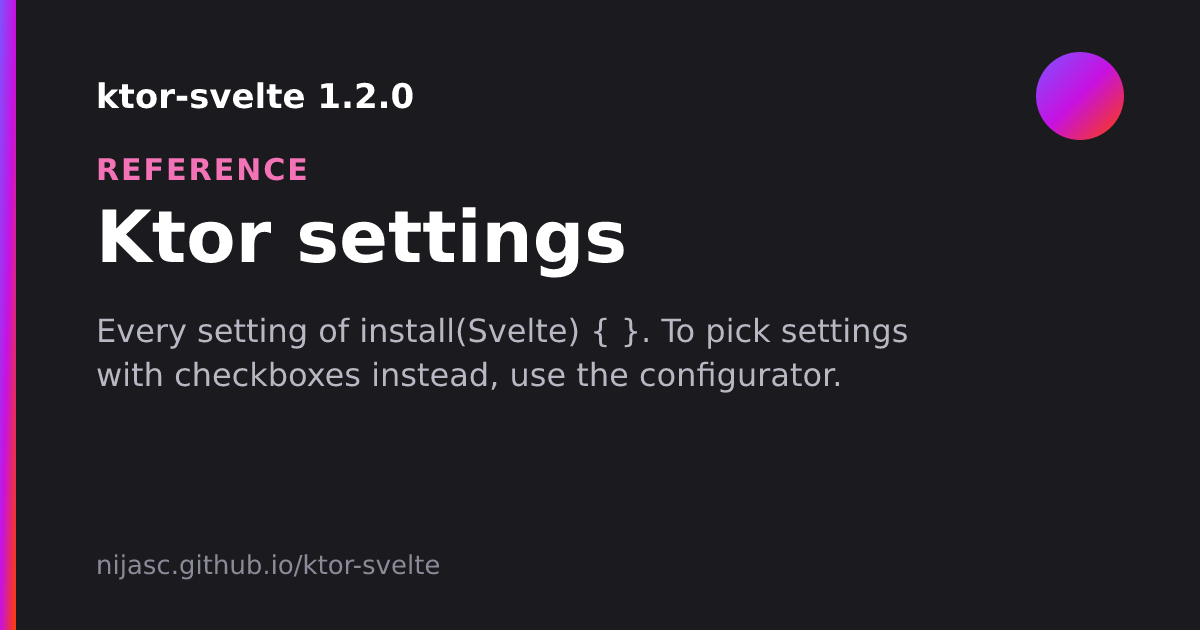 ktor-svelte 1.2.0
REFERENCE
Ktor settings
Every setting of install(Svelte) { }. To pick settings
with checkboxes instead, use the configurator.
nijasc.github.io/ktor-svelte